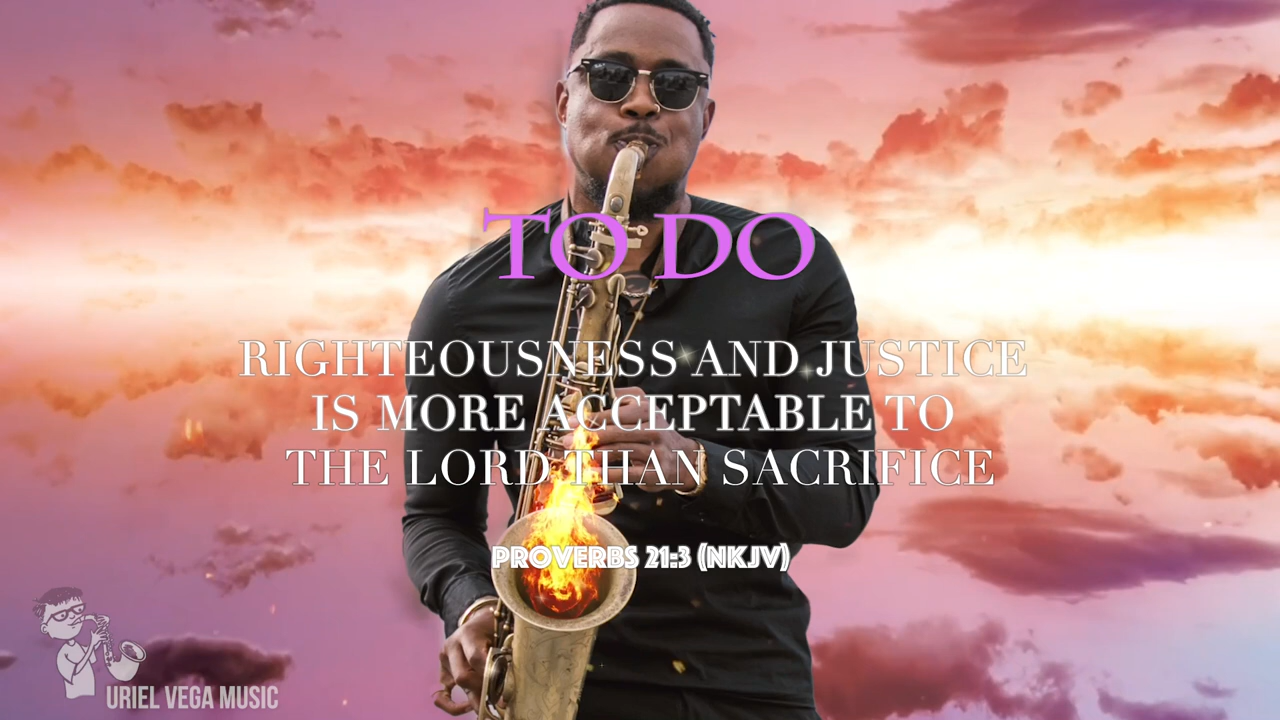 TO DO
RIGHTEOUSNESS AND JUSTICE
IS MORE ACCEPTABLE TO
THE LORD THAN SACRIFICE
PROVERBS 21:3 (NKJV)
URIEL VEGA MUSIC